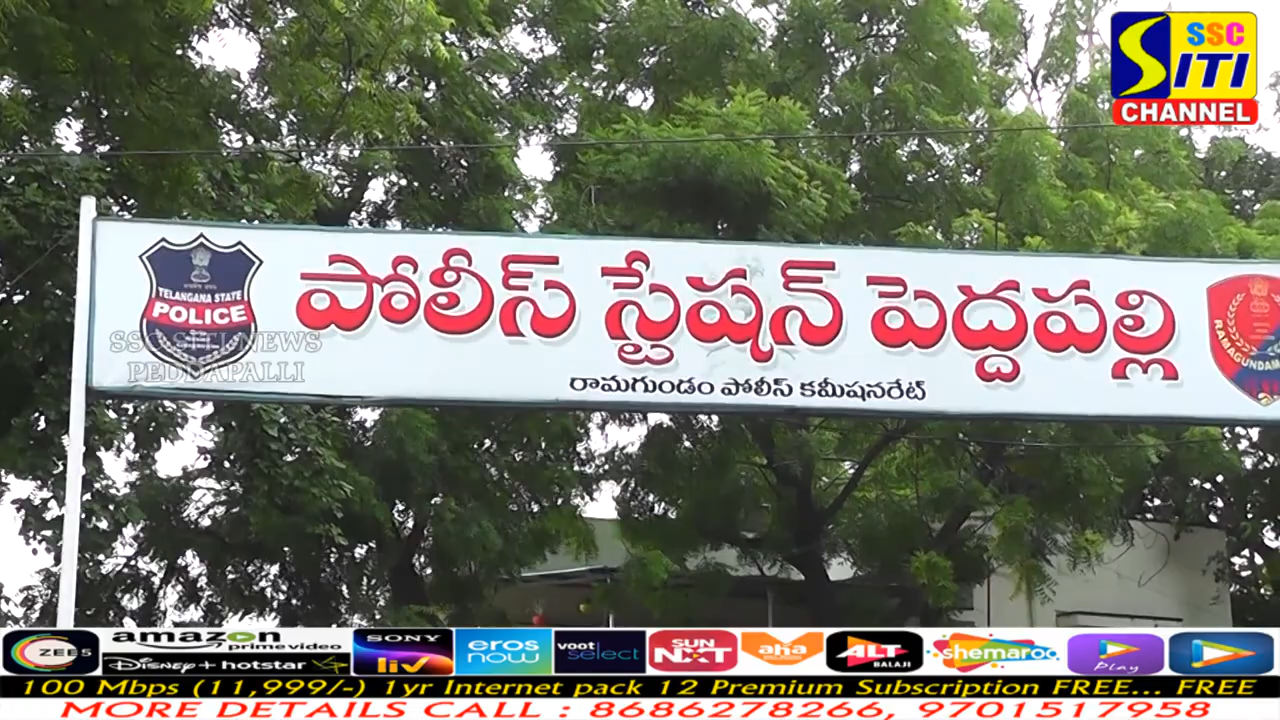 SSC
SITI
CHANNEL
TELANGANA STATE
POLICE
పోలీస్ స్టేషన్ పెద్దపల్లి
రామగుండం పోలీస్ కమీషనరేట్
RAMAGUNDAM
SSC SITI NEWS
PEDDAPALLI
ZEE5
amazon prime video
Disney+ hotstar
SONY liv
eros now
voot select
SUN NXT
aha
ALT BALAJI
shemaroo
Play
100 Mbps (11,999/-) 1yr Internet pack 12 Premium Subscription FREE... FREE
MORE DETAILS CALL : 8686278266, 9701517958